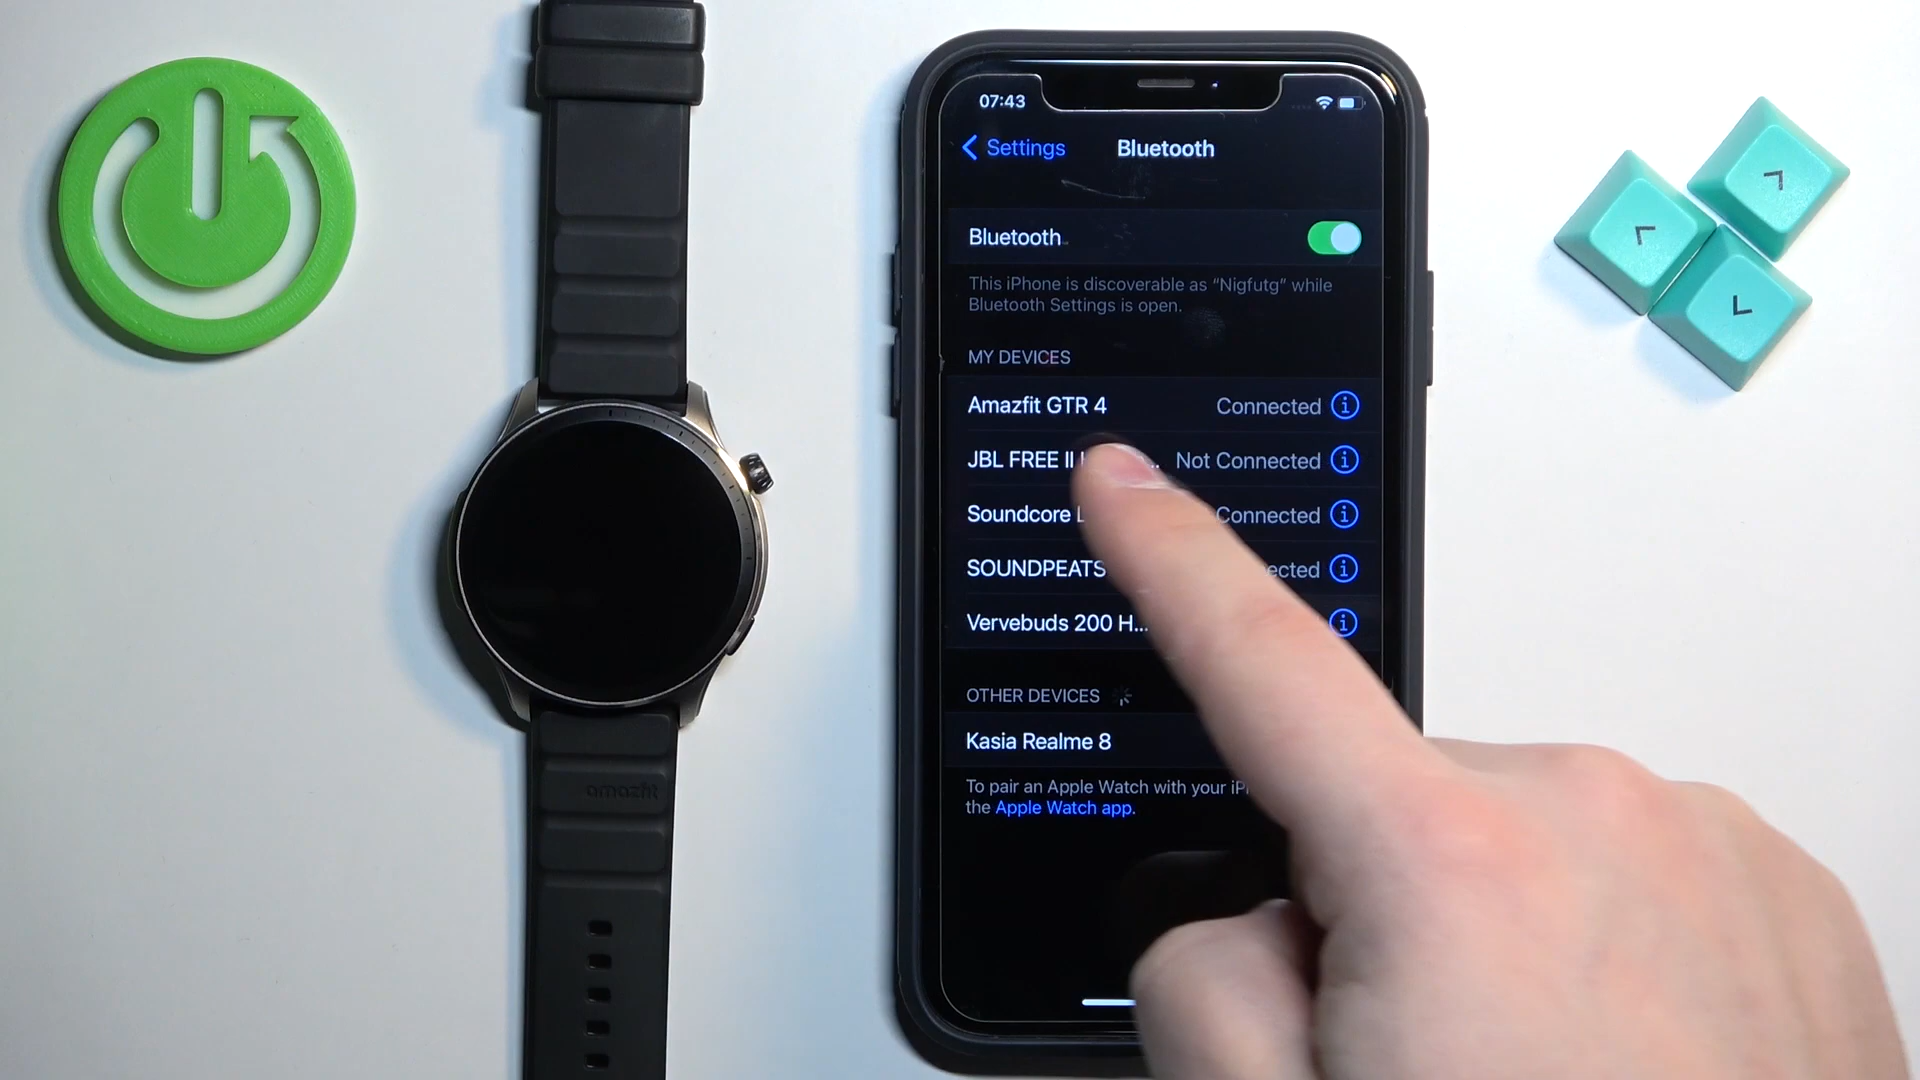 07:43
Settings
Bluetooth
Bluetooth
This iPhone is discoverable as “Nigfutg” while
Bluetooth Settings is open.
MY DEVICES
Amazfit GTR 4 Connected
JBL FREE II Not Connected
Soundcore Connected
SOUNDPEATS
Vervebuds 200 H...
OTHER DEVICES
Kasia Realme 8
To pair an Apple Watch with your
the Apple Watch app.
amazfit